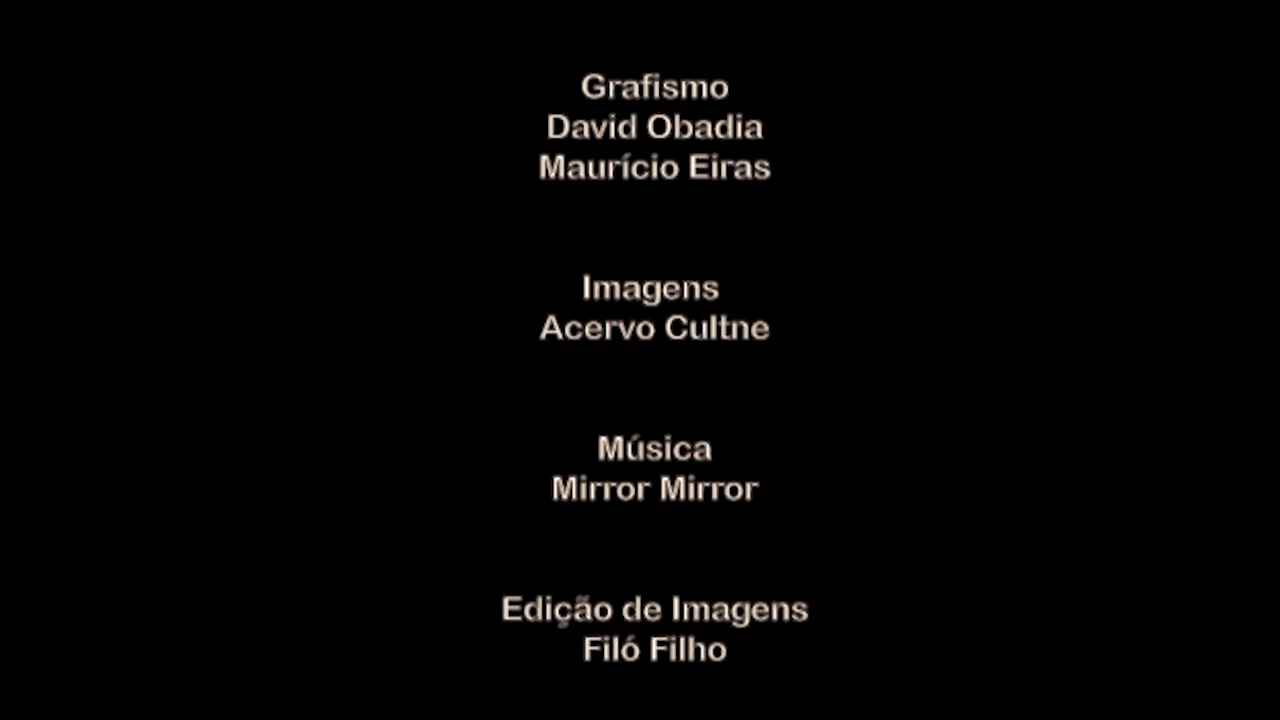 Grafismo
David Obadia
Maurício Eiras
Imagens
Acervo Cultne
Música
Mirror Mirror
Edição de Imagens
Filó Filho